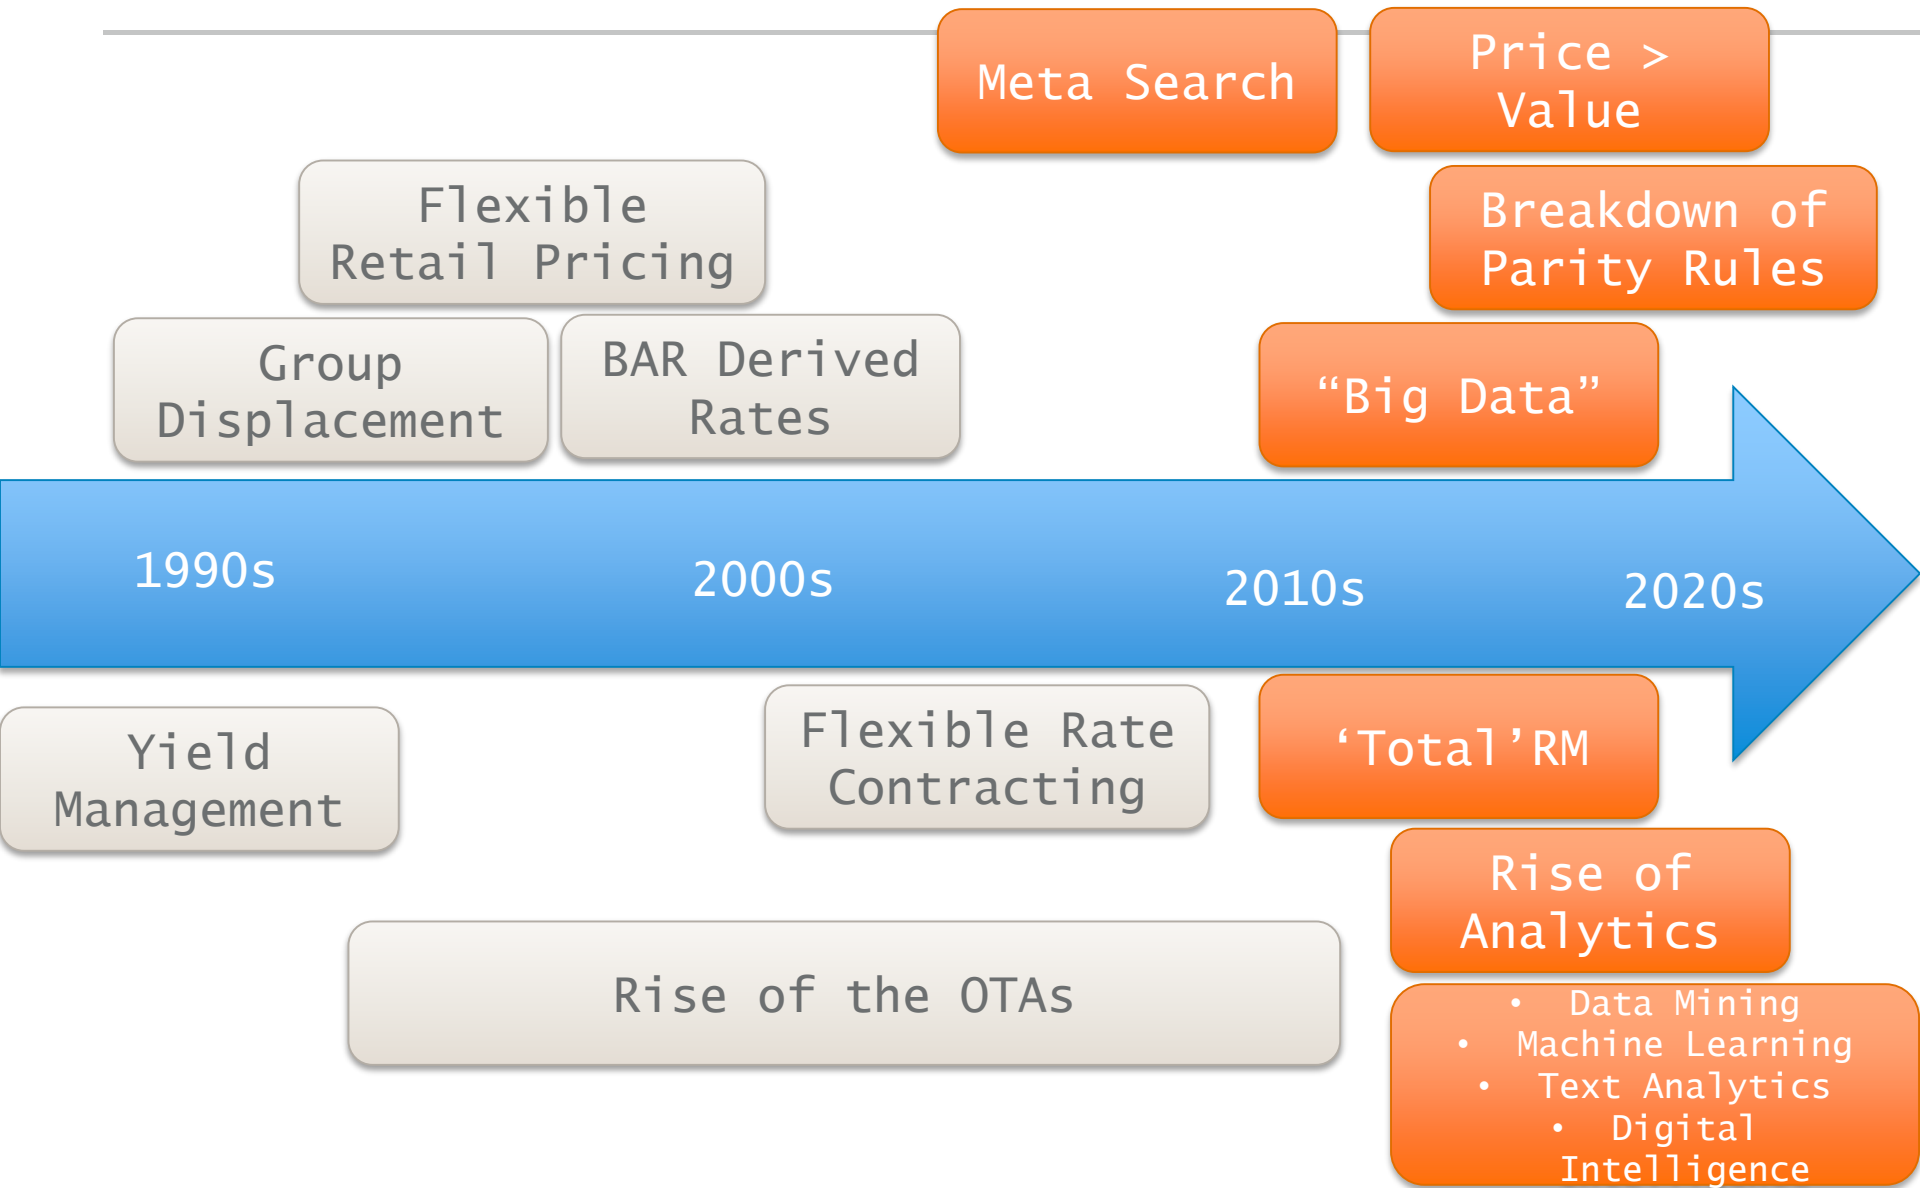 Meta Search
Price >
Value
Flexible
Retail Pricing
Breakdown of
Parity Rules
Group
Displacement
BAR Derived
Rates
“Big Data”
1990s
2000s
2010s
2020s
Yield
Management
Flexible Rate
Contracting
‘Total’RM
Rise of
Analytics
Rise of the OTAs
• Data Mining
• Machine Learning
• Text Analytics
• Digital
Intelligence